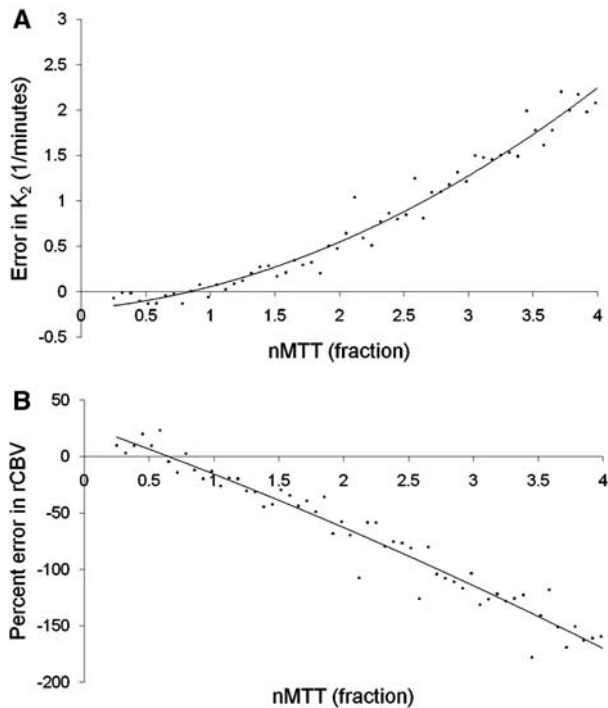 A
3
2.5
2
1.5
1
0.5
0
-0.5
Error in K2 (1/minutes)
0 0.5 1 1.5 2 2.5 3 3.5 4
nMTT (fraction)
B
50
0
-50
-100
-150
-200
Percent error in rCBV
0 0.5 1 1.5 2 2.5 3 3.5 4
nMTT (fraction)